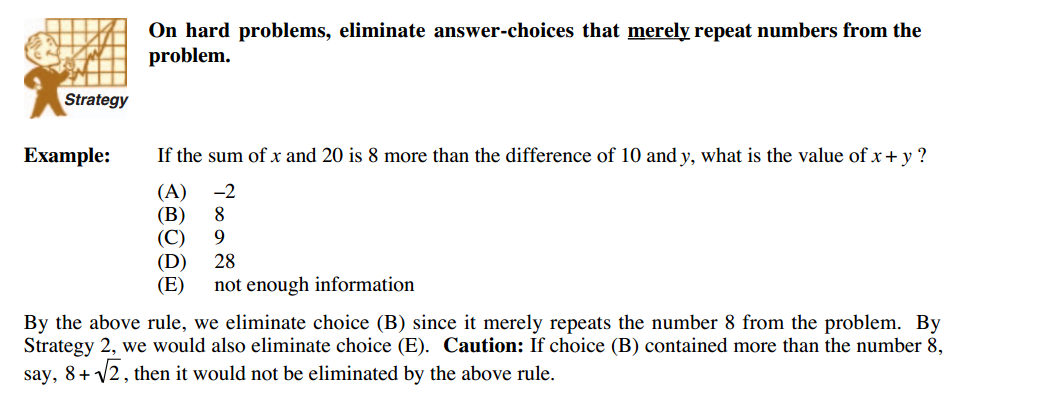 On hard problems, eliminate answer-choices that merely repeat numbers from the
problem.
Strategy
Example: If the sum of x and 20 is 8 more than the difference of 10 and y, what is the value of x + y ?
(A) –2
(B) 8
(C) 9
(D) 28
(E) not enough information
By the above rule, we eliminate choice (B) since it merely repeats the number 8 from the problem. By
Strategy 2, we would also eliminate choice (E). Caution: If choice (B) contained more than the number 8,
say, 8 + √2, then it would not be eliminated by the above rule.